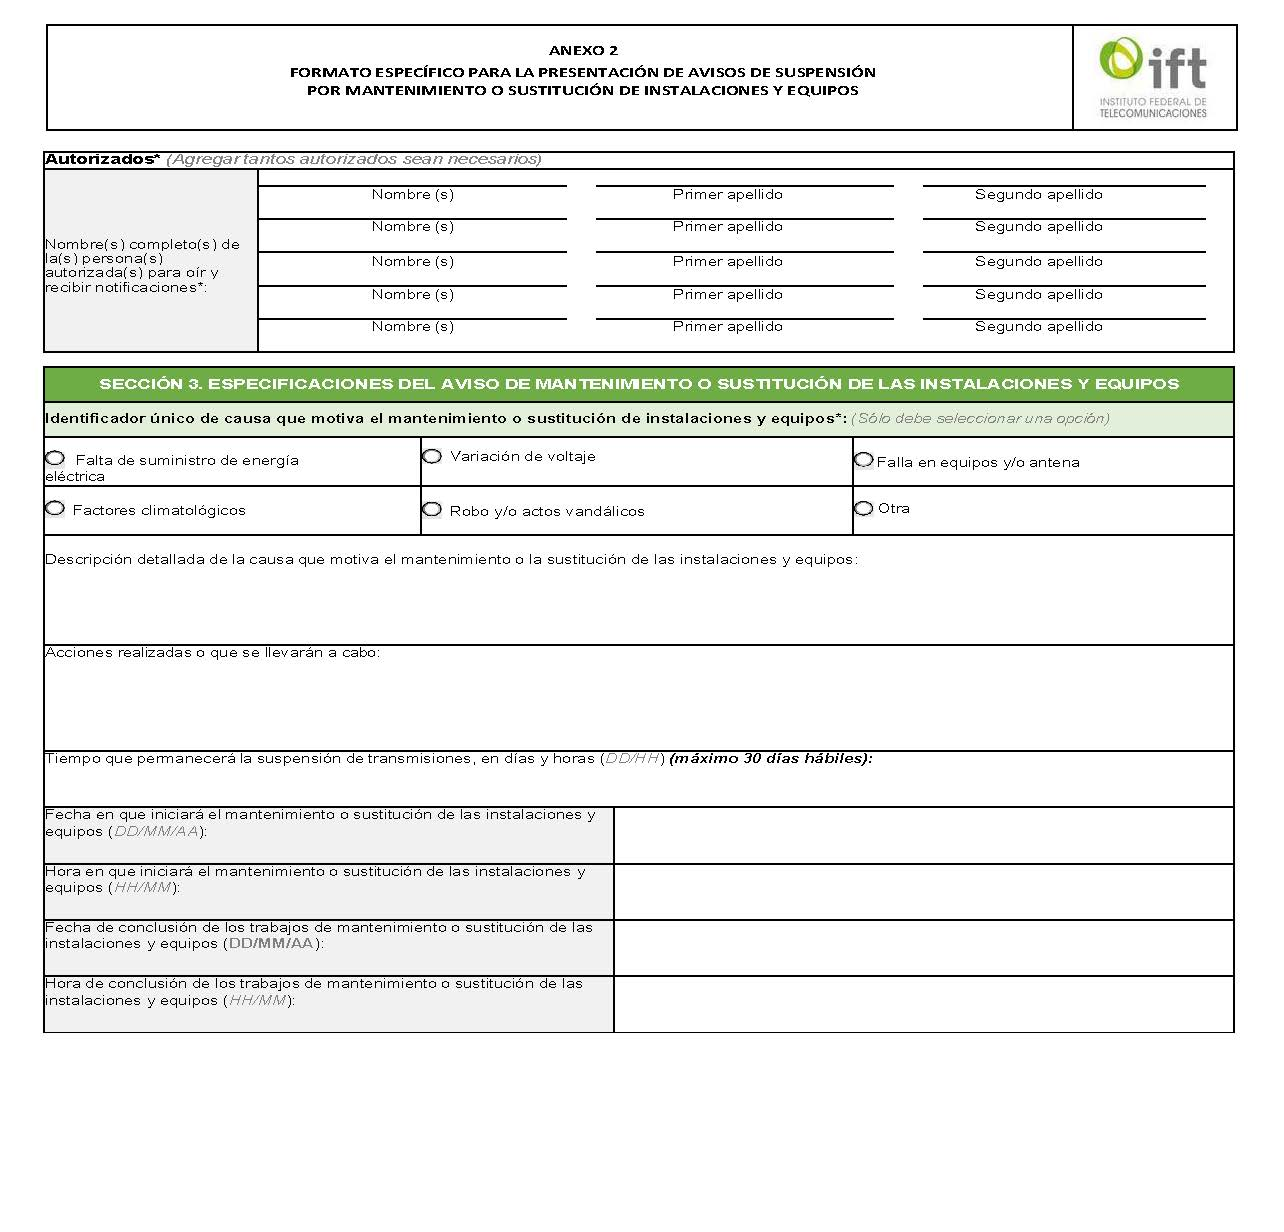 ANEXO 2
FORMATO ESPECÍFICO PARA LA PRESENTACIÓN DE AVISOS DE SUSPENSIÓN
POR MANTENIMIENTO O SUSTITUCIÓN DE INSTALACIONES Y EQUIPOS
ift
INSTITUTO FEDERAL DE
TELECOMUNICACIONES
Autorizados* (Agregar tantos autorizados sean necesarios)
Nombre(s) completo(s) de
la(s) persona(s)
autorizada(s) para oír y
recibir notificaciones*:
Nombre (s) Primer apellido Segundo apellido
Nombre (s) Primer apellido Segundo apellido
Nombre (s) Primer apellido Segundo apellido
Nombre (s) Primer apellido Segundo apellido
Nombre (s) Primer apellido Segundo apellido
SECCIÓN 3. ESPECIFICACIONES DEL AVISO DE MANTENIMIENTO O SUSTITUCIÓN DE LAS INSTALACIONES Y EQUIPOS
Identificador único de causa que motiva el mantenimiento o sustitución de instalaciones y equipos*: (Sólo debe seleccionar una opción)
Falta de suministro de energía
eléctrica
Variación de voltaje
Falla en equipos y/o antena
Factores climatológicos
Robo y/o actos vandálicos
Otra
Descripción detallada de la causa que motiva el mantenimiento o la sustitución de las instalaciones y equipos:
Acciones realizadas o que se llevarán a cabo:
Tiempo que permanecerá la suspensión de transmisiones, en días y horas (DD/HH) (máximo 30 días hábiles):
Fecha en que iniciará el mantenimiento o sustitución de las instalaciones y
equipos (DD/MM/AA):
Hora en que iniciará el mantenimiento o sustitución de las instalaciones y
equipos (HH/MM):
Fecha de conclusión de los trabajos de mantenimiento o sustitución de las
instalaciones y equipos (DD/MM/AA):
Hora de conclusión de los trabajos de mantenimiento o sustitución de las
instalaciones y equipos (HH/MM):